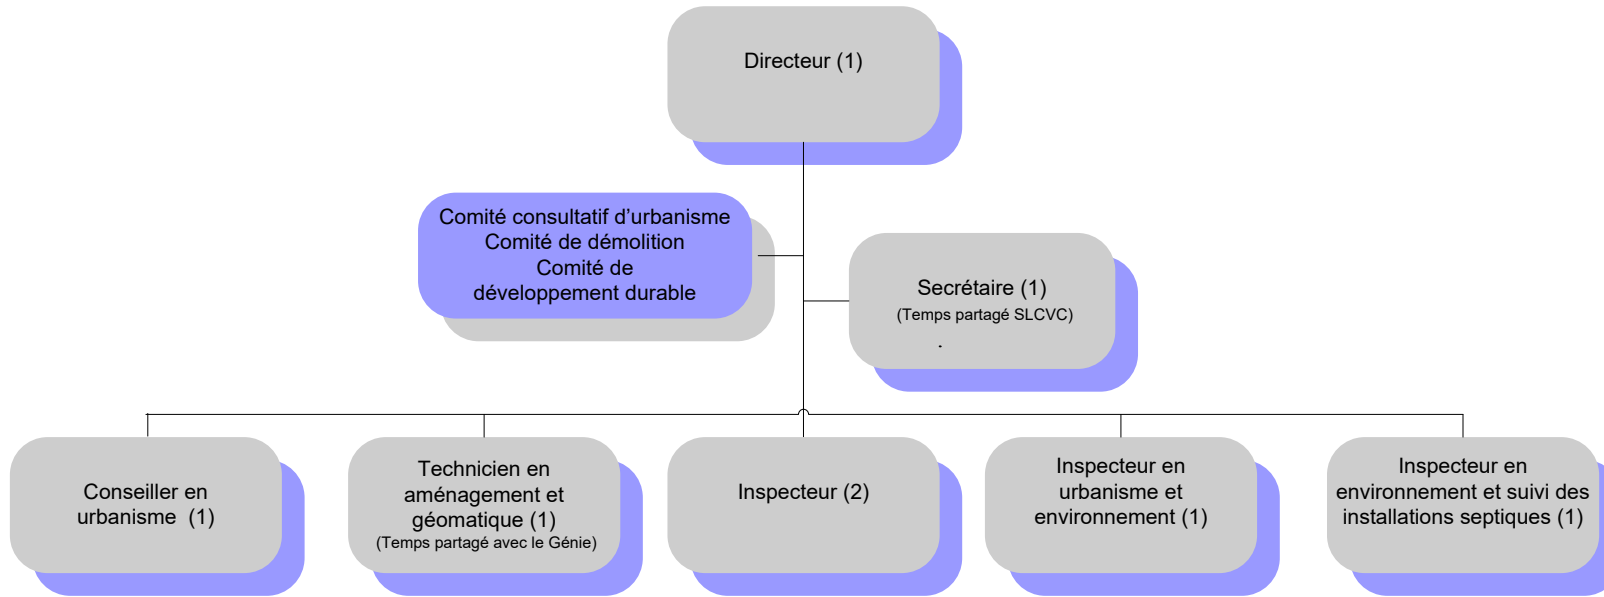 Directeur (1)
Comité consultatif d’urbanisme
Comité de démolition
Comité de
développement durable
Secrétaire (1)
(Temps partagé SLCVC)
.
Conseiller en
urbanisme (1)
Technicien en
aménagement et
géomatique (1)
(Temps partagé avec le Génie)
Inspecteur (2)
Inspecteur en
urbanisme et
environnement (1)
Inspecteur en
environnement et suivi des
installations septiques (1)